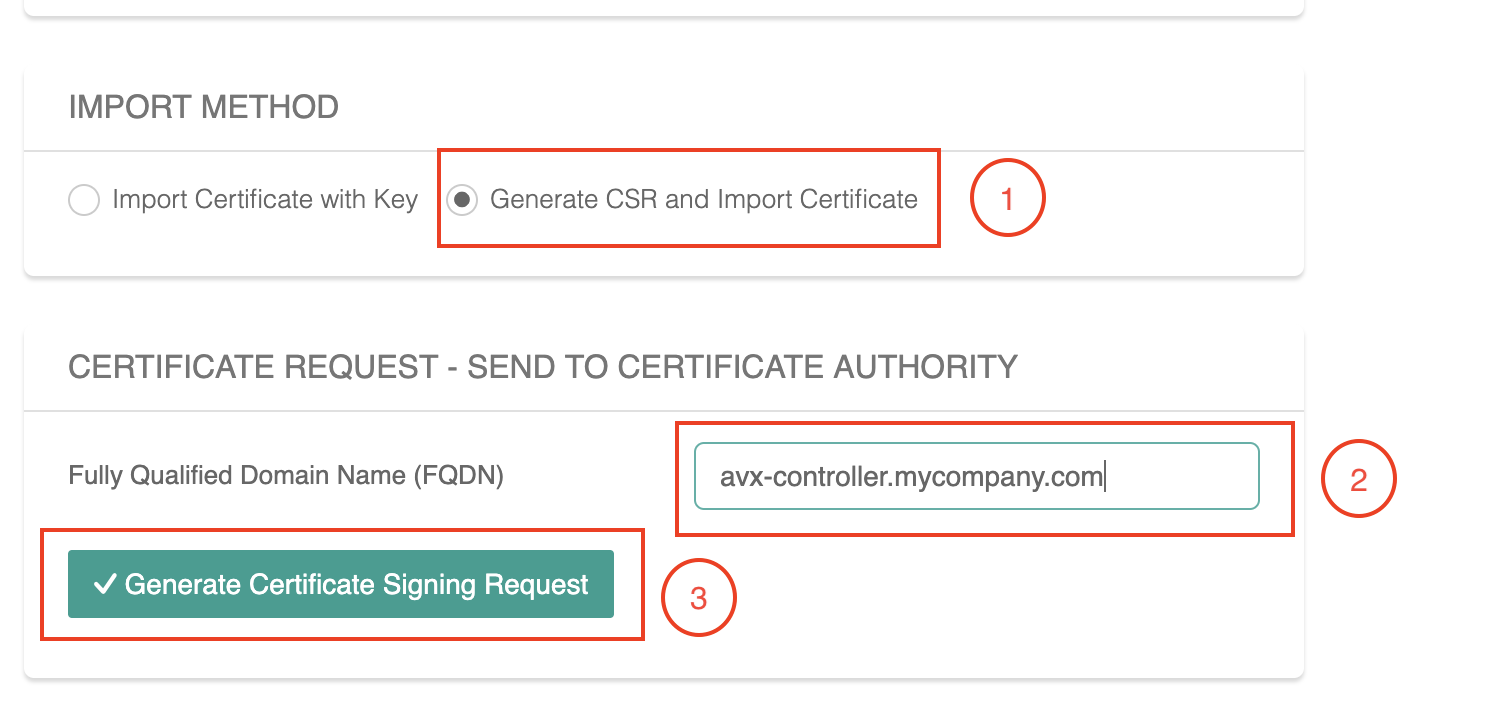 IMPORT METHOD
Import Certificate with Key Generate CSR and Import Certificate 1
CERTIFICATE REQUEST - SEND TO CERTIFICATE AUTHORITY
Fully Qualified Domain Name (FQDN) avx-controller.mycompany.com 2
Generate Certificate Signing Request 3